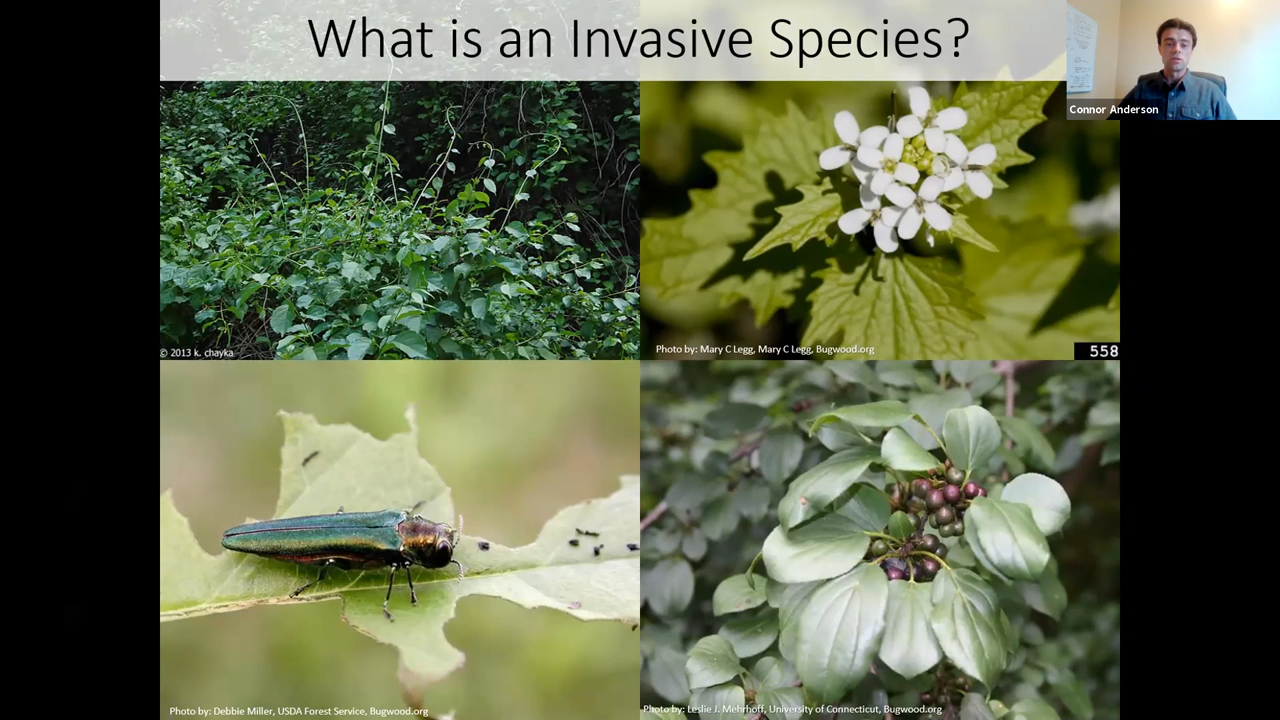 What is an Invasive Species?
Connor Anderson
© 2013 k. chayka
Photo by: Mary C Legg, Mary C Legg, Bugwood.org
558
Photo by: Debbie Miller, USDA Forest Service, Bugwood.org
Photo by: Leslie J. Mehrhoff, University of Connecticut, Bugwood.org